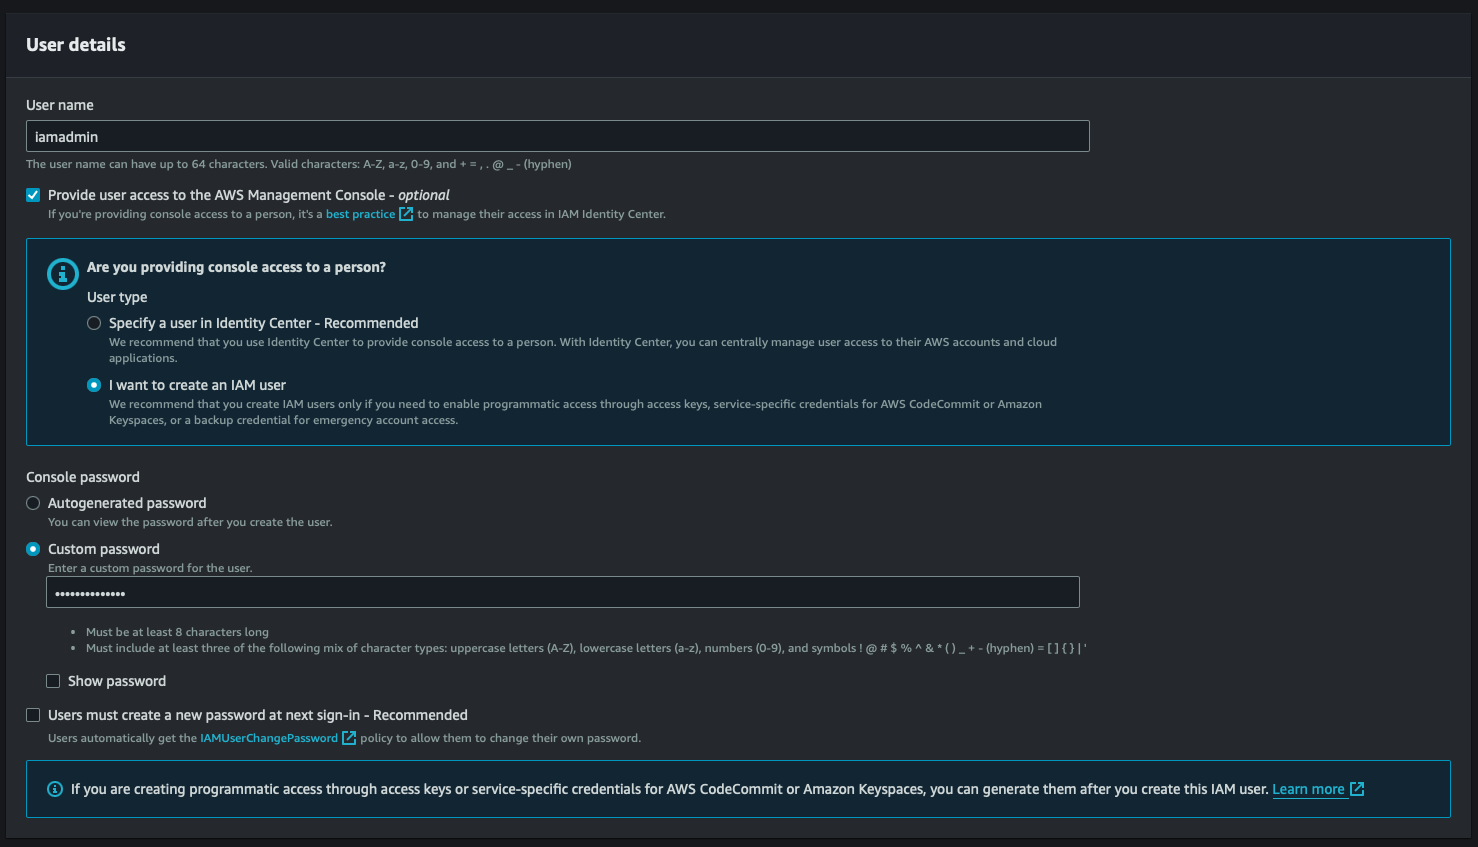 User details
User name
iamadmin
The user name can have up to 64 characters. Valid characters: A-Z, a-z, 0-9, and + = , . @ _ - (hyphen)
Provide user access to the AWS Management Console - optional
If you're providing console access to a person, it's a best practice to manage their access in IAM Identity Center.
Are you providing console access to a person?
User type
Specify a user in Identity Center - Recommended
We recommend that you use Identity Center to provide console access to a person. With Identity Center, you can centrally manage user access to their AWS accounts and cloud
applications.
I want to create an IAM user
We recommend that you create IAM users only if you need to enable programmatic access through access keys, service-specific credentials for AWS CodeCommit or Amazon
Keyspaces, or a backup credential for emergency account access.
Console password
Autogenerated password
You can view the password after you create the user.
Custom password
Enter a custom password for the user.
••••••••••••••
• Must be at least 8 characters long
• Must include at least three of the following mix of character types: uppercase letters (A-Z), lowercase letters (a-z), numbers (0-9), and symbols ! @ # $ % ^ & * ( ) _ + - (hyphen) = [ ] { } | '
Show password
Users must create a new password at next sign-in - Recommended
Users automatically get the IAMUserChangePassword policy to allow them to change their own password.
If you are creating programmatic access through access keys or service-specific credentials for AWS CodeCommit or Amazon Keyspaces, you can generate them after you create this IAM user. Learn more